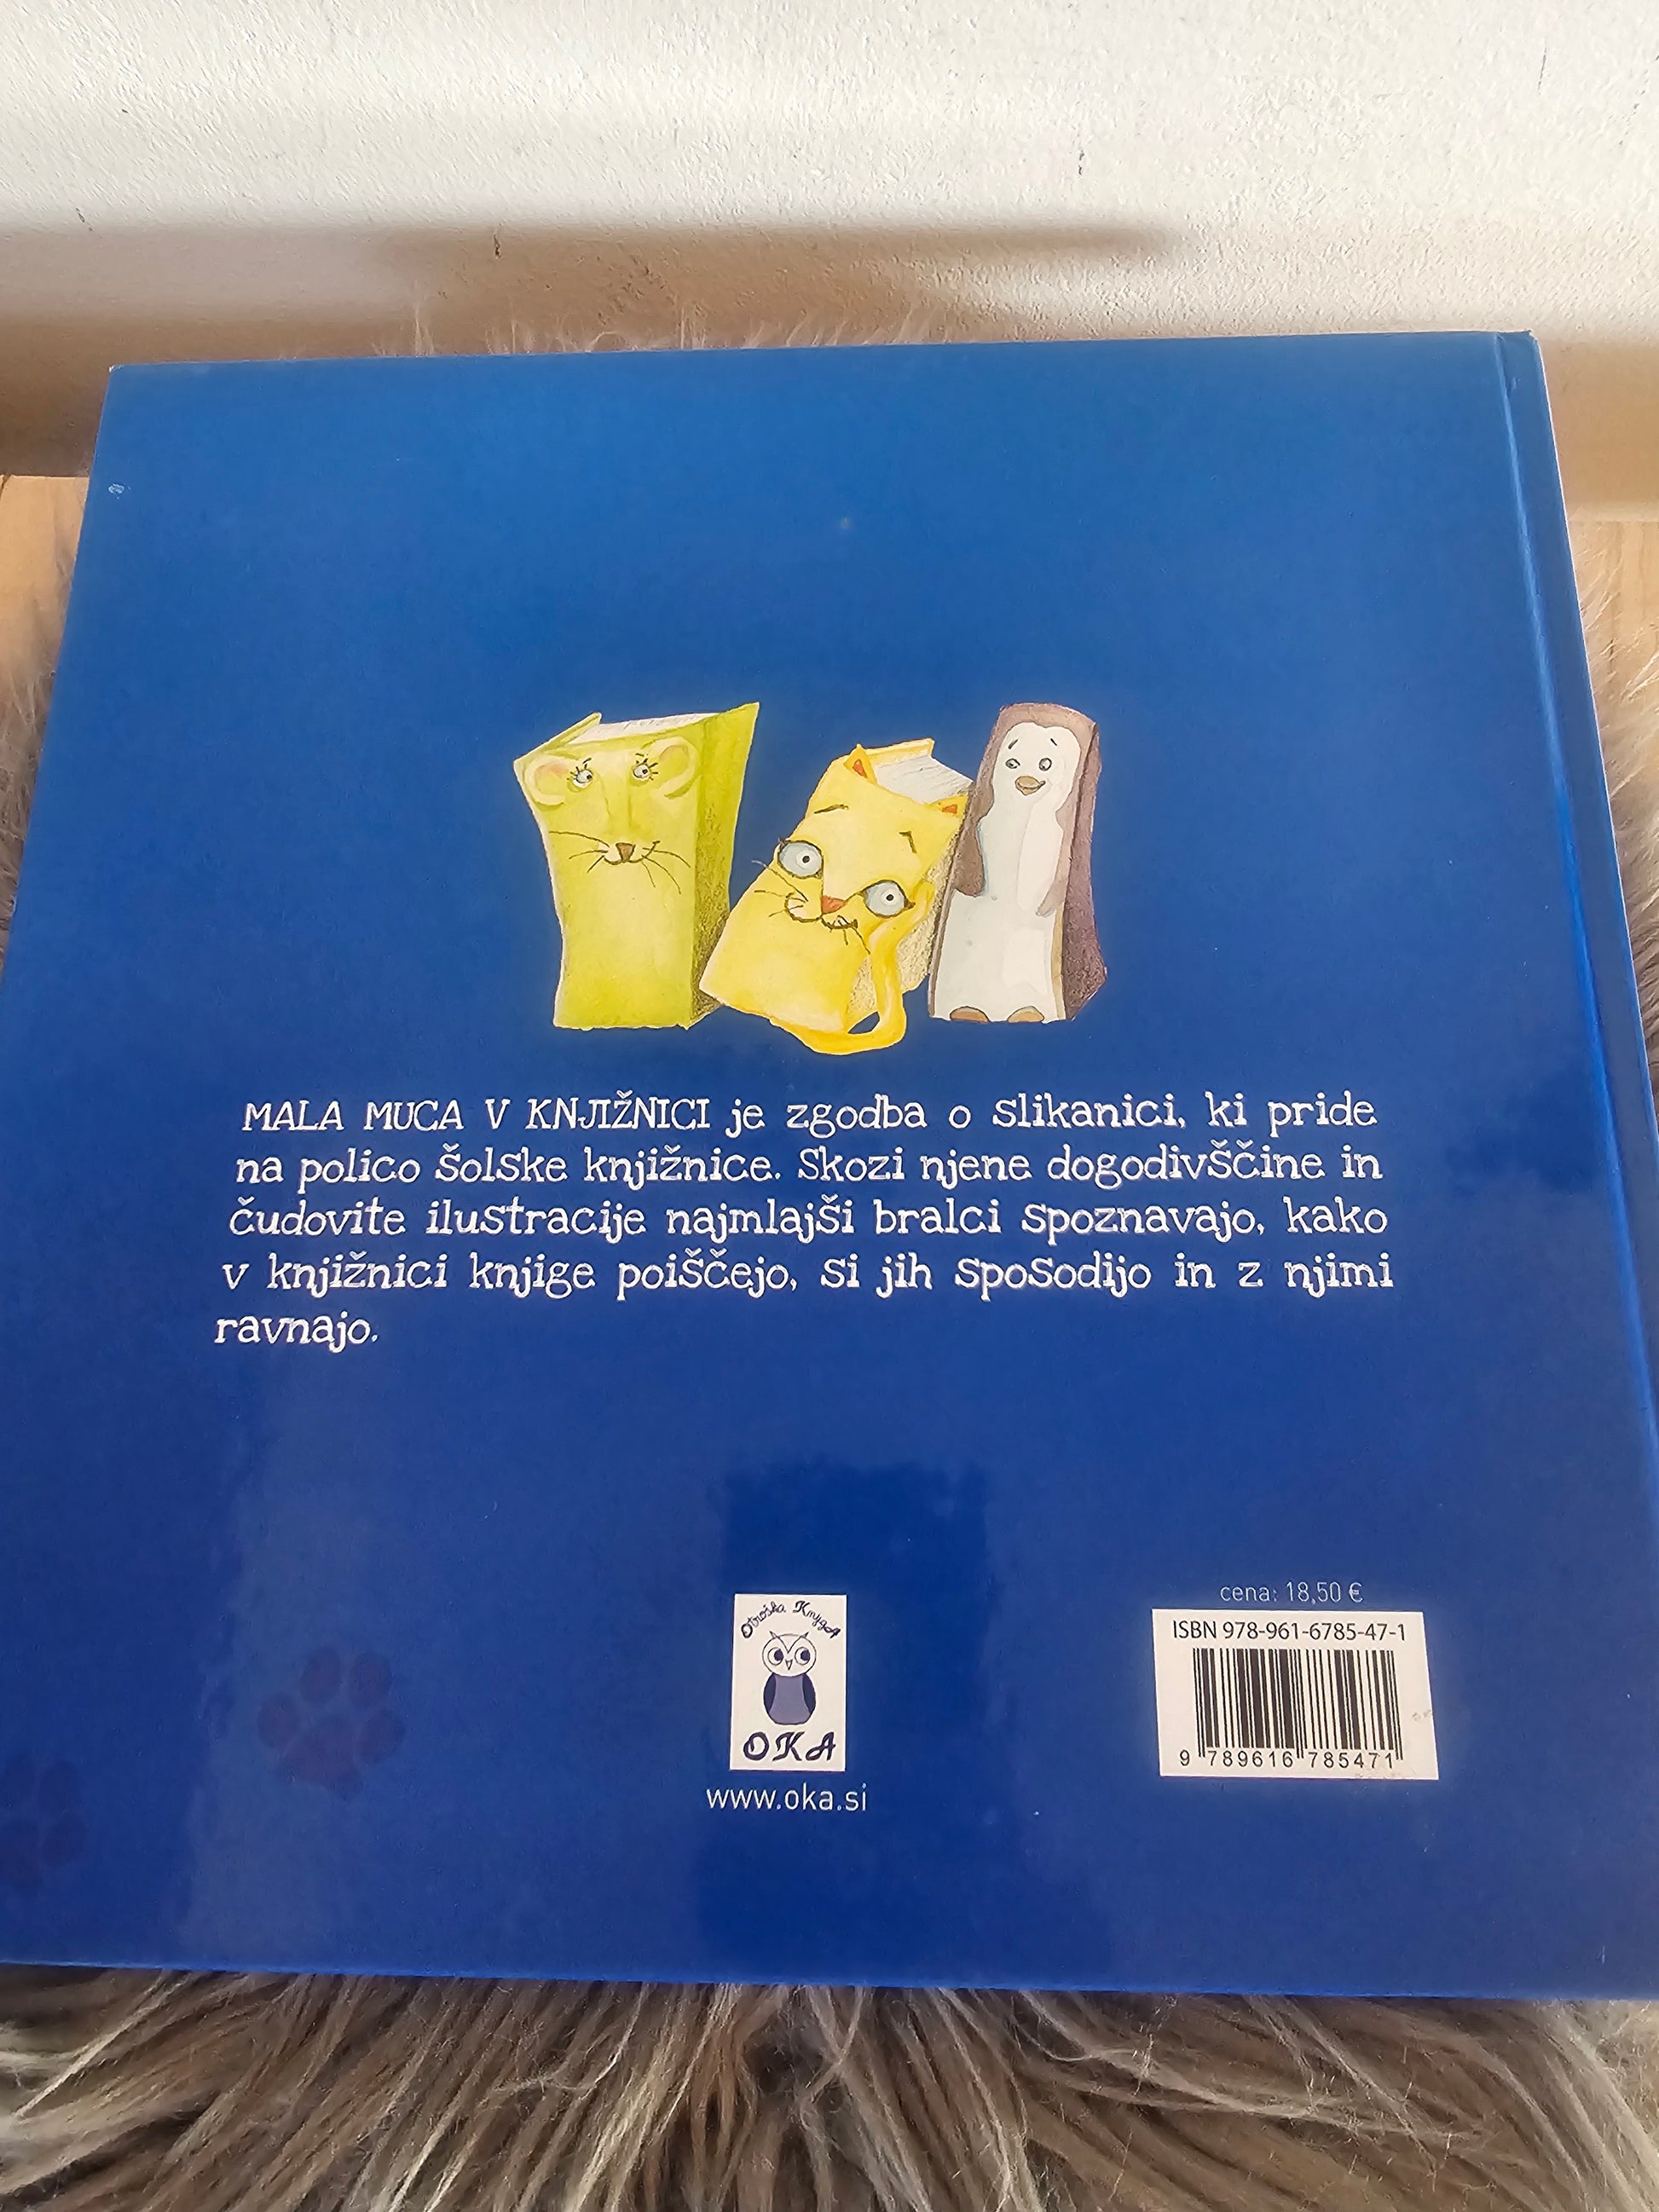 MALA MUCA V KNJIŽNICI je zgodba o slikanici, ki pride
na polico šolske knjižnice. Skozi njene dogodivščine in
čudovite ilustracije najmlajši bralci spoznavajo, kako
v knjižnici knjige poiščejo, si jih sposodijo in z njimi
ravnajo.
cena: 18,50 €
ISBN 978-961-6785-47-1
9 789616 785471
Otroška KnjigA
OKA
www.oka.si